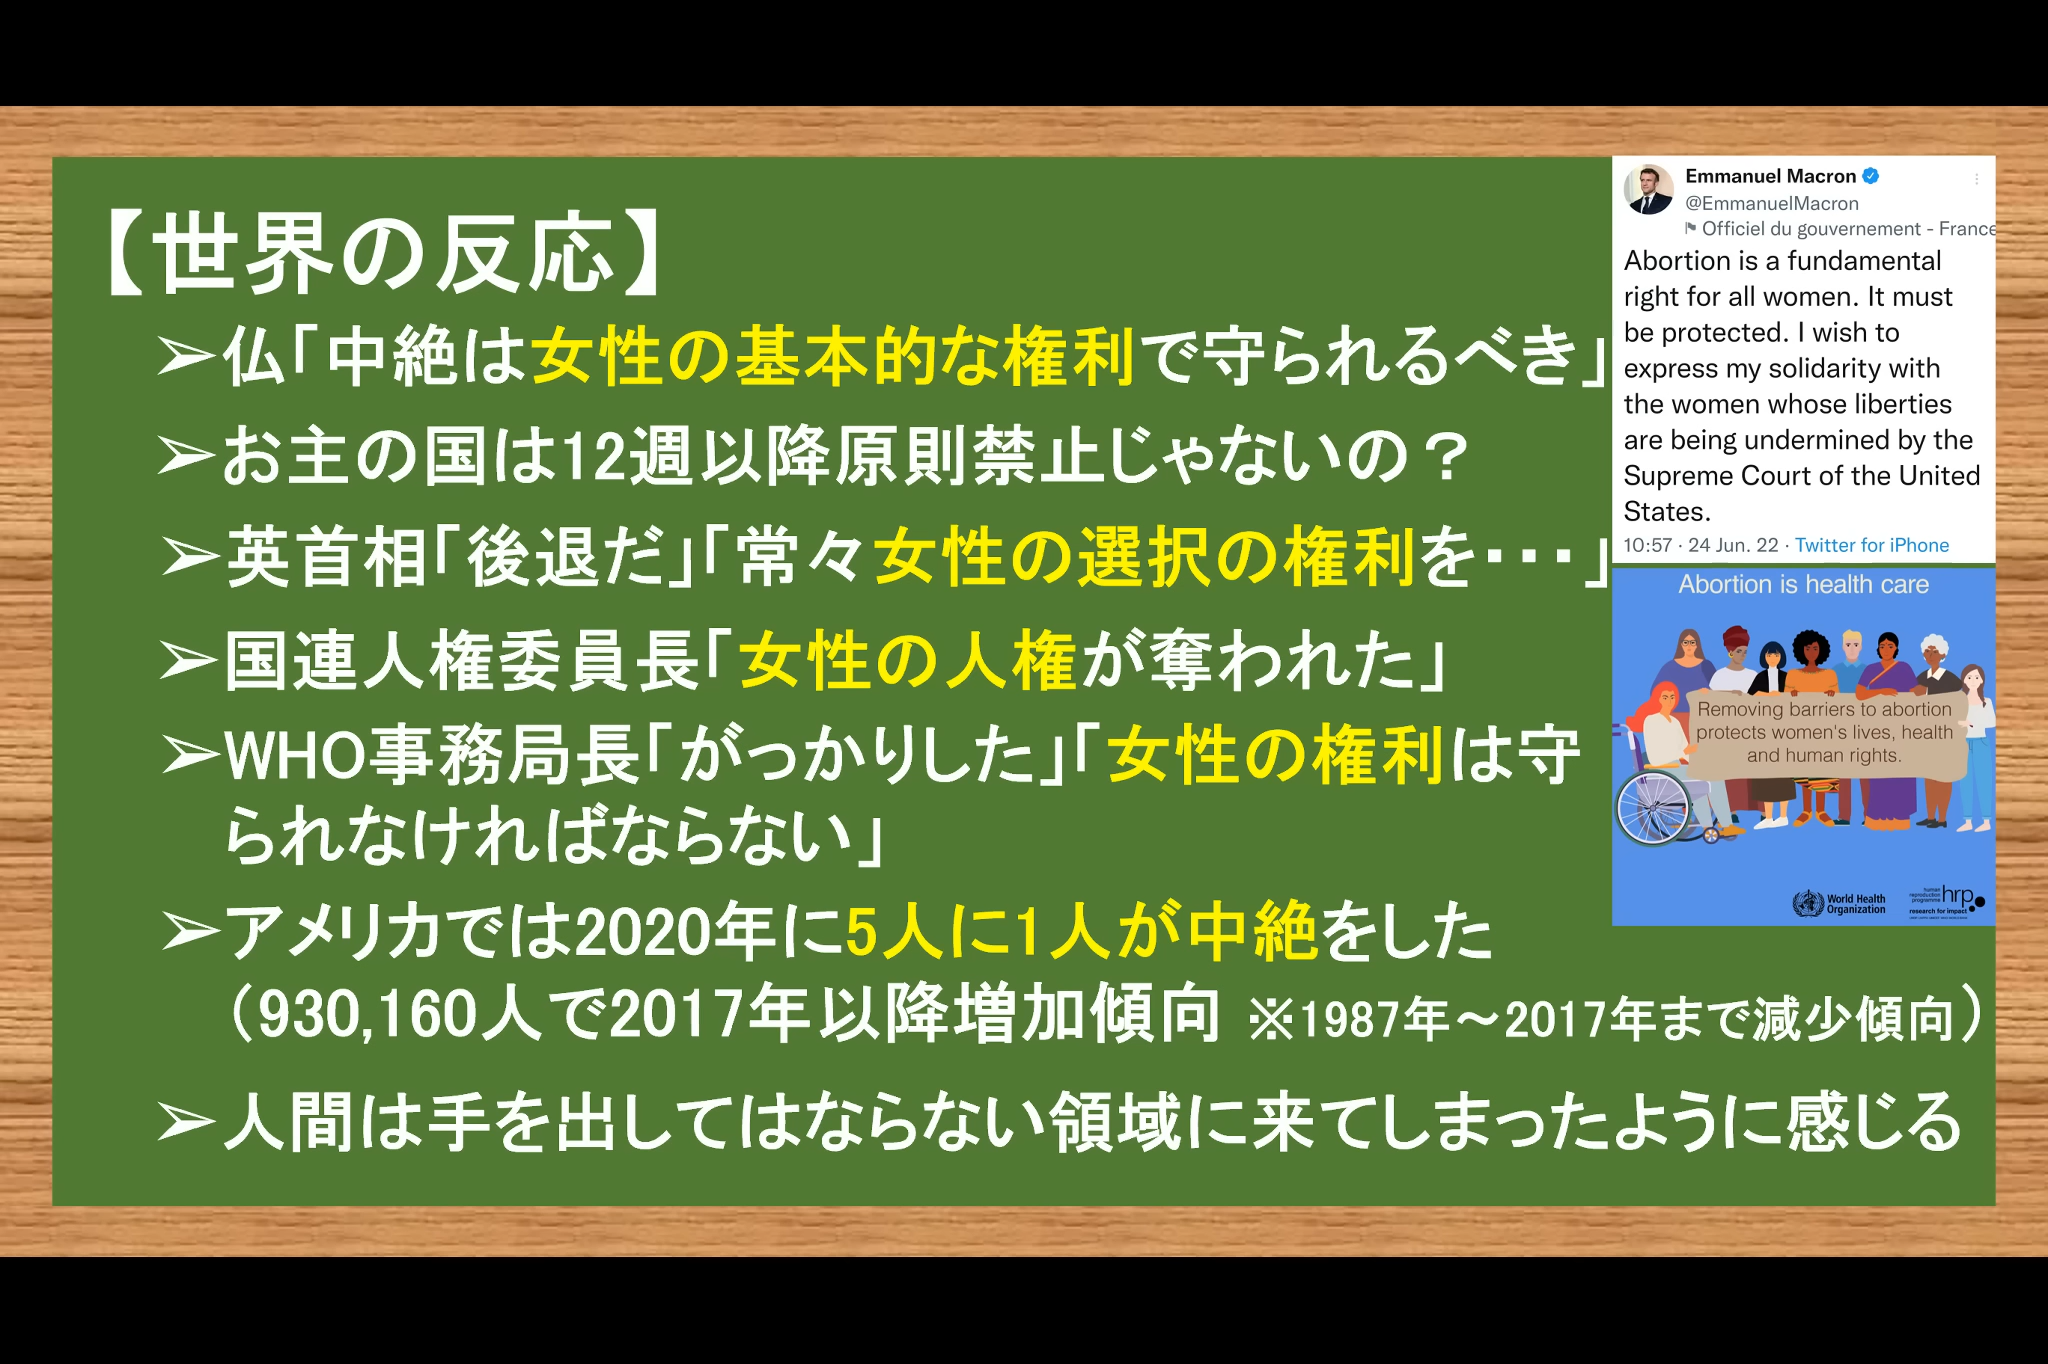 【世界の反応】
➢仏「中絶は女性の基本的な権利で守られるべき」
➢お主の国は12週以降原則禁止じゃないの？
➢英首相「後退だ」「常々女性の選択の権利を・・・」
➢国連人権委員長「女性の人権が奪われた」
➢WHO事務局長「がっかりした」「女性の権利は守
られなければならない」
➢アメリカでは2020年に5人に1人が中絶をした
（930,160人で2017年以降増加傾向 ※1987年～2017年まで減少傾向）
➢人間は手を出してはならない領域に来てしまったように感じる
Emmanuel Macron
@EmmanuelMacron
Officiel du gouvernement - France
Abortion is a fundamental
right for all women. It must
be protected. I wish to
express my solidarity with
the women whose liberties
are being undermined by the
Supreme Court of the United
States.
10:57 · 24 Jun. 22 · Twitter for iPhone
Abortion is health care
Removing barriers to abortion
protects women's lives, health
and human rights.
World Health
Organization
human
reproduction
programme
hrp
research for impact